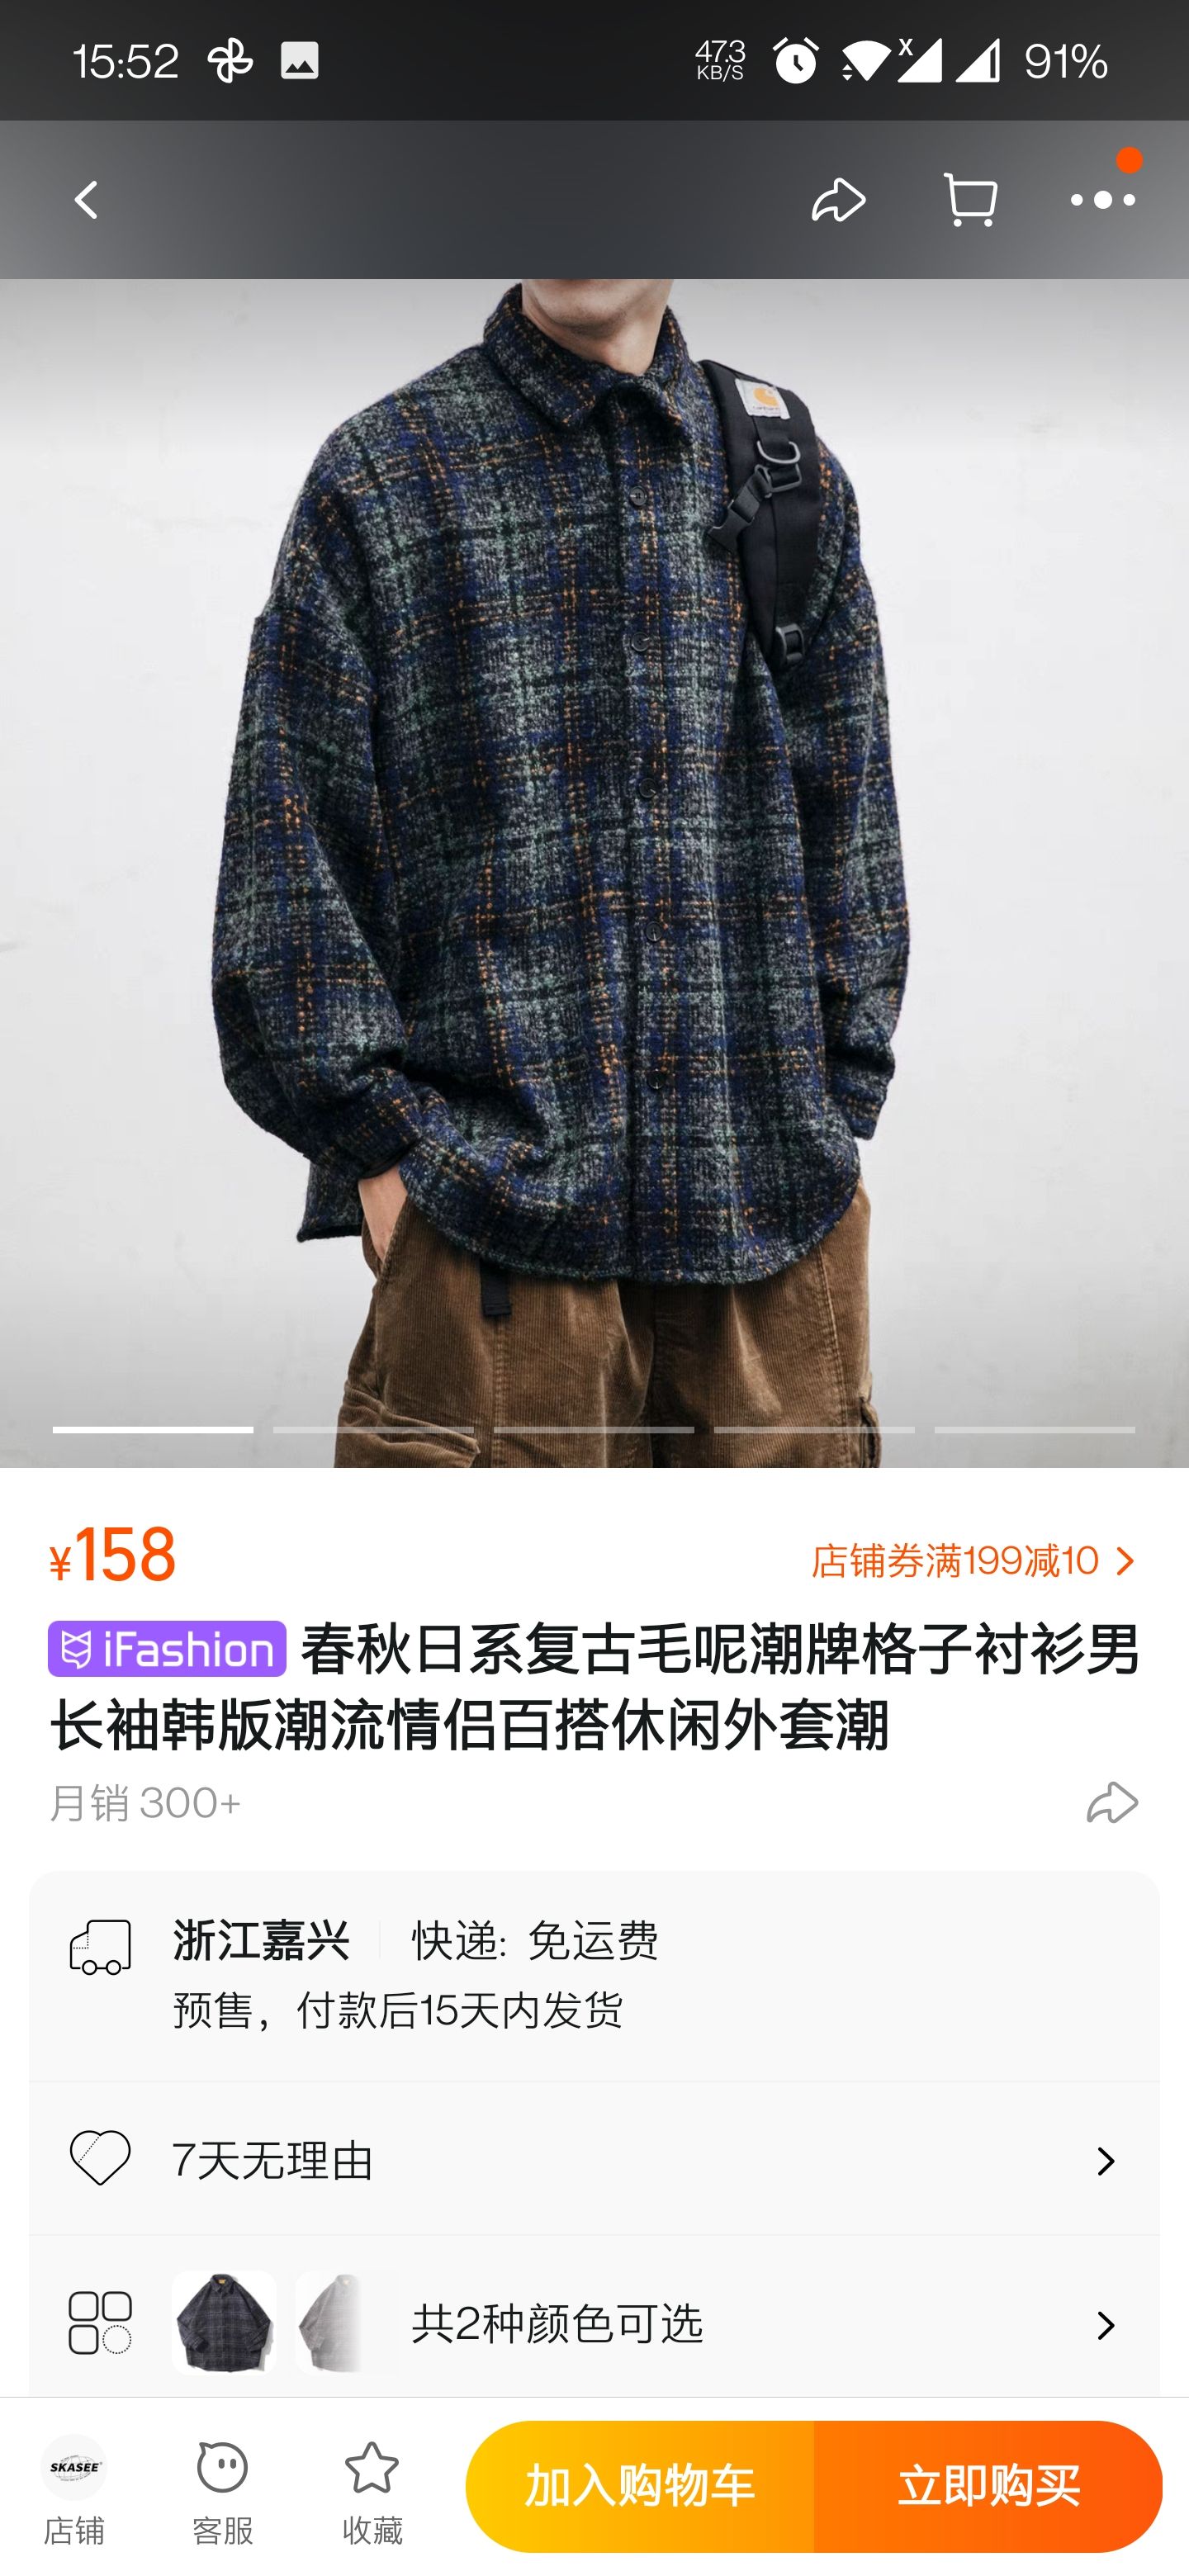 15:52
47.3
KB/S
X
91%
¥158
店铺券满199减10
iFashion 春秋日系复古毛呢潮牌格子衬衫男
长袖韩版潮流情侣百搭休闲外套潮
月销 300+
浙江嘉兴 快递: 免运费
预售，付款后15天内发货
7天无理由
共2种颜色可选
SKASEE
店铺
客服
收藏
加入购物车
立即购买